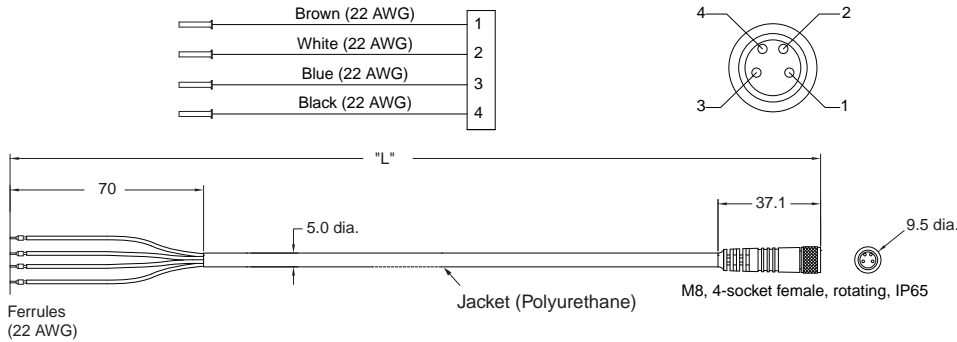 Brown (22 AWG)
1
White (22 AWG)
2
Blue (22 AWG)
3
Black (22 AWG)
4
4
2
3
1
"L"
70
37.1
5.0 dia.
9.5 dia.
Jacket (Polyurethane)
M8, 4-socket female, rotating, IP65
Ferrules
(22 AWG)